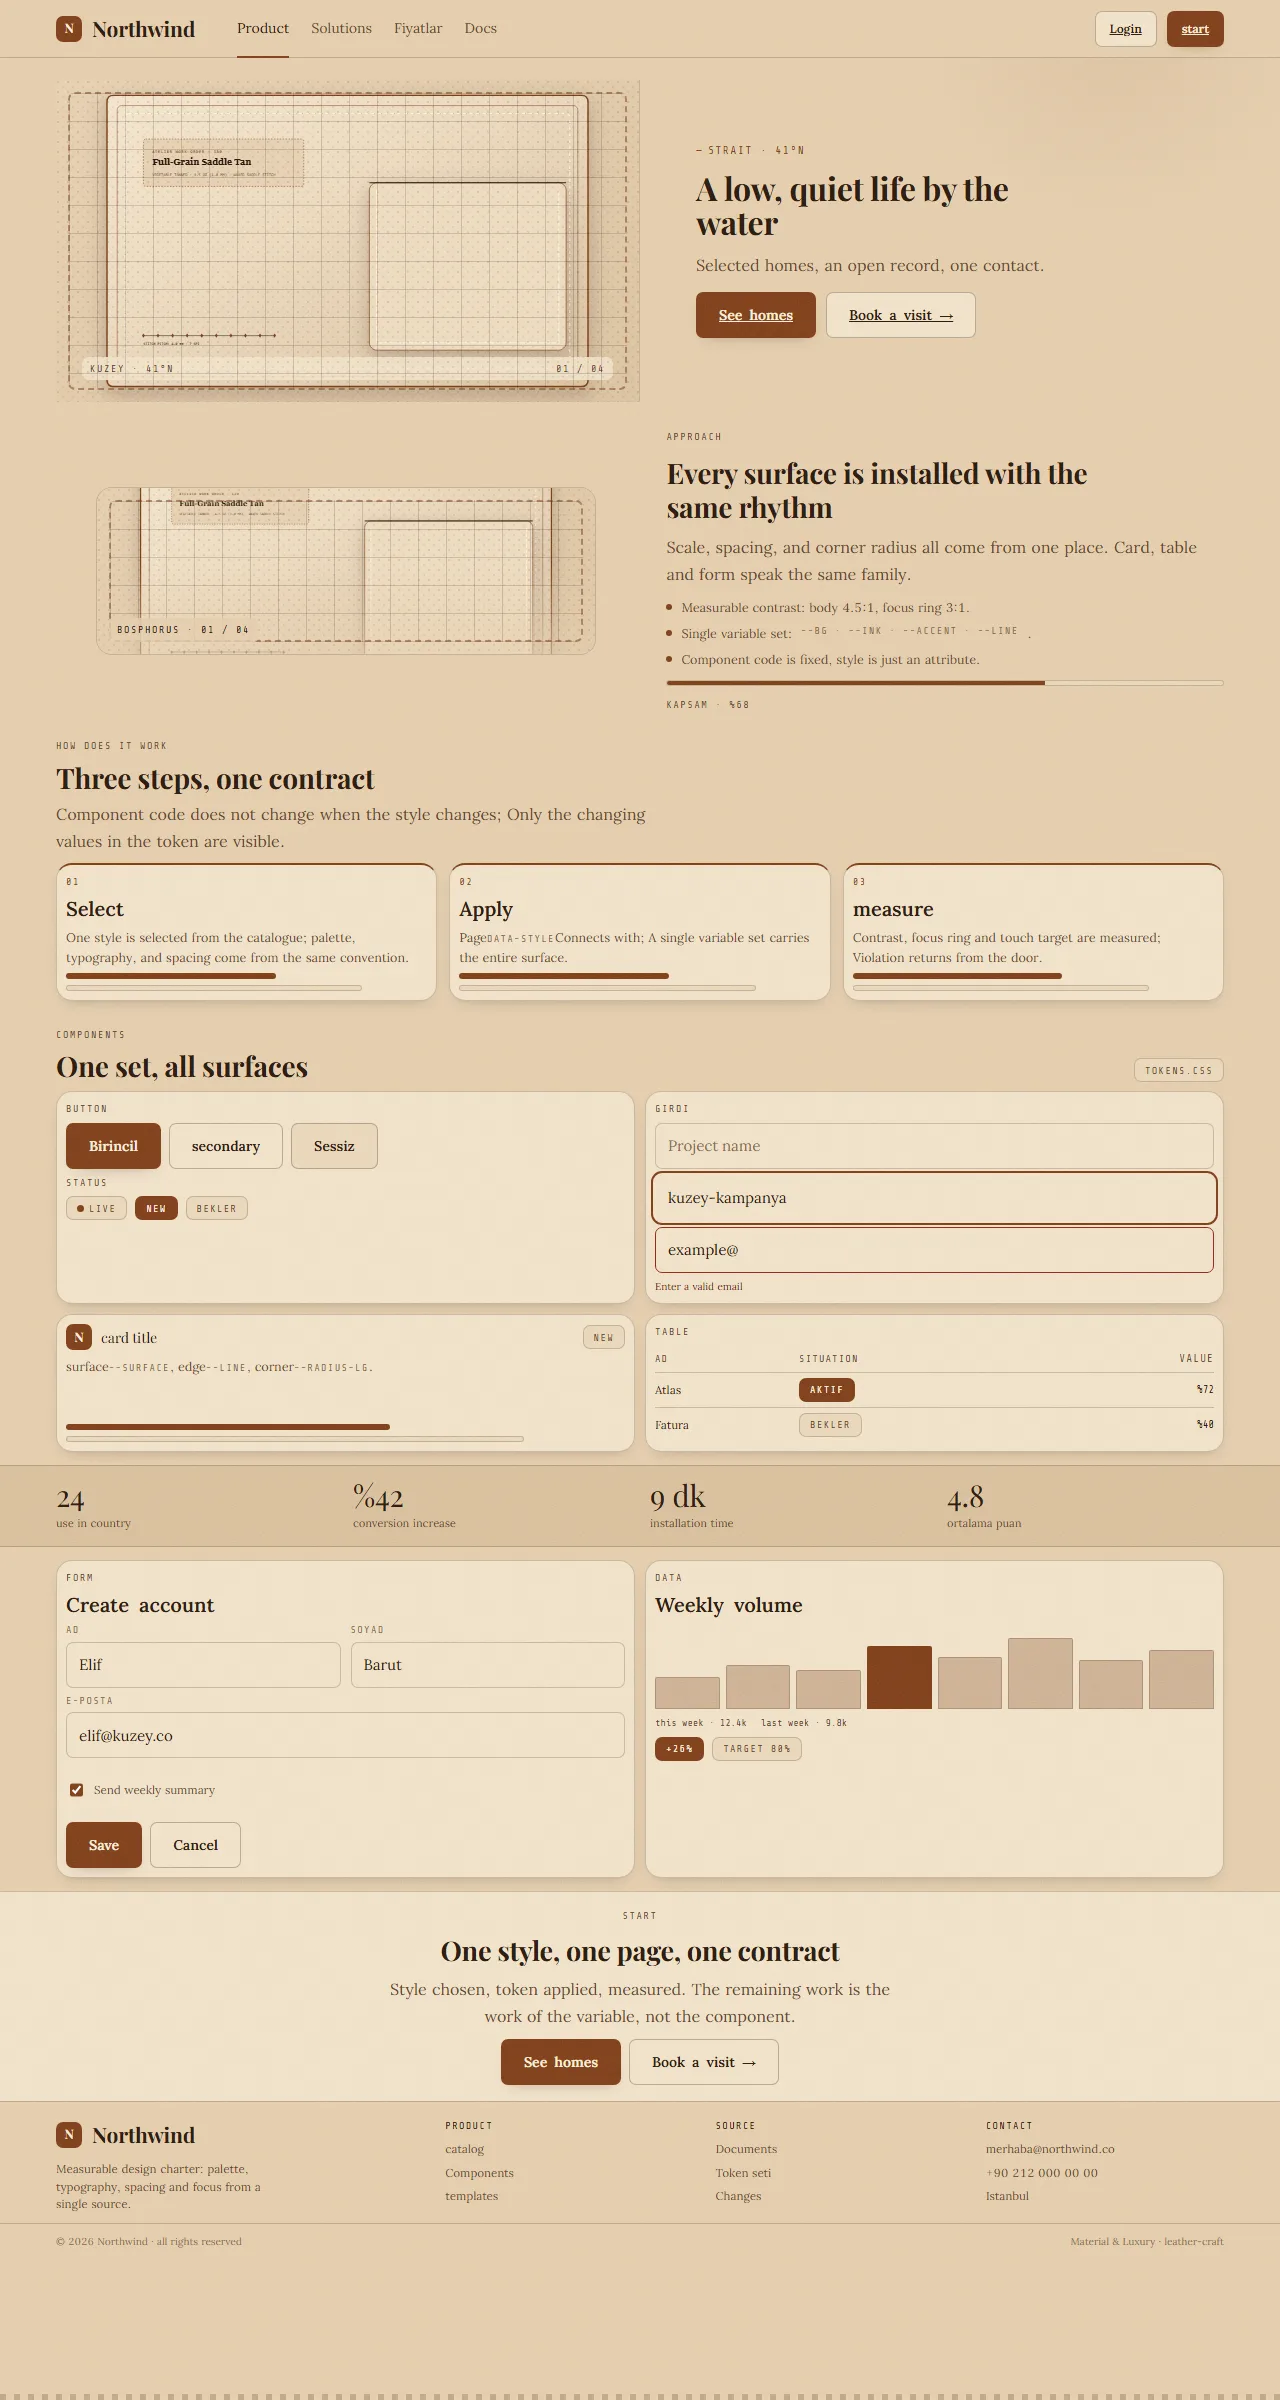 N Northwind Product Solutions Fiyatlar Docs Login start
ATELIER WORK ORDER
Full-Grain Saddle Tan
KUZEY · 41°N 01 / 04
— STRAIT · 41°N
A low, quiet life by the
water
Selected homes, an open record, one contact.
See homes Book a visit →
Full-Grain Saddle Tan
BOSPHORUS · 01 / 04
APPROACH
Every surface is installed with the
same rhythm
Scale, spacing, and corner radius all come from one place. Card, table
and form speak the same family.
Measurable contrast: body 4.5:1, focus ring 3:1.
Single variable set: --BG · --INK · --ACCENT · --LINE .
Component code is fixed, style is just an attribute.
KAPSAM · %68
HOW DOES IT WORK
Three steps, one contract
Component code does not change when the style changes; Only the changing
values in the token are visible.
01
Select
One style is selected from the catalogue; palette,
typography, and spacing come from the same convention.
02
Apply
PageDATA-STYLEConnects with; A single variable set carries
the entire surface.
03
measure
Contrast, focus ring and touch target are measured;
Violation returns from the door.
COMPONENTS
One set, all surfaces
TOKENS.CSS
BUTTON
Birincil secondary Sessiz
STATUS
LIVE NEW BEKLER
GIRDI
Project name
kuzey-kampanya
example@
Enter a valid email
N card title NEW
surface--SURFACE, edge--LINE, corner--RADIUS-LG.
TABLE
AD SITUATION VALUE
Atlas AKTIF %72
Fatura BEKLER %40
24
use in country
%42
conversion increase
9 dk
installation time
4.8
ortalama puan
FORM
Create account
AD SOYAD
Elif Barut
E-POSTA
elif@kuzey.co
Send weekly summary
Save Cancel
DATA
Weekly volume
this week · 12.4k last week · 9.8k
+26% TARGET 80%
START
One style, one page, one contract
Style chosen, token applied, measured. The remaining work is the
work of the variable, not the component.
See homes Book a visit →
N Northwind
Measurable design charter: palette,
typography, spacing and focus from a
single source.
PRODUCT
catalog
Components
templates
SOURCE
Documents
Token seti
Changes
CONTACT
merhaba@northwind.co
+90 212 000 00 00
Istanbul
© 2026 Northwind · all rights reserved
Material & Luxury · leather-craft